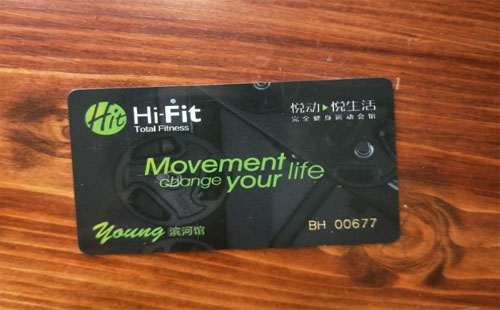 Hit Hi-Fit
Total Fitness
悦动▸悦生活
完全健身运动会馆
Movement
change your life
Young 滨河馆
BH 00677